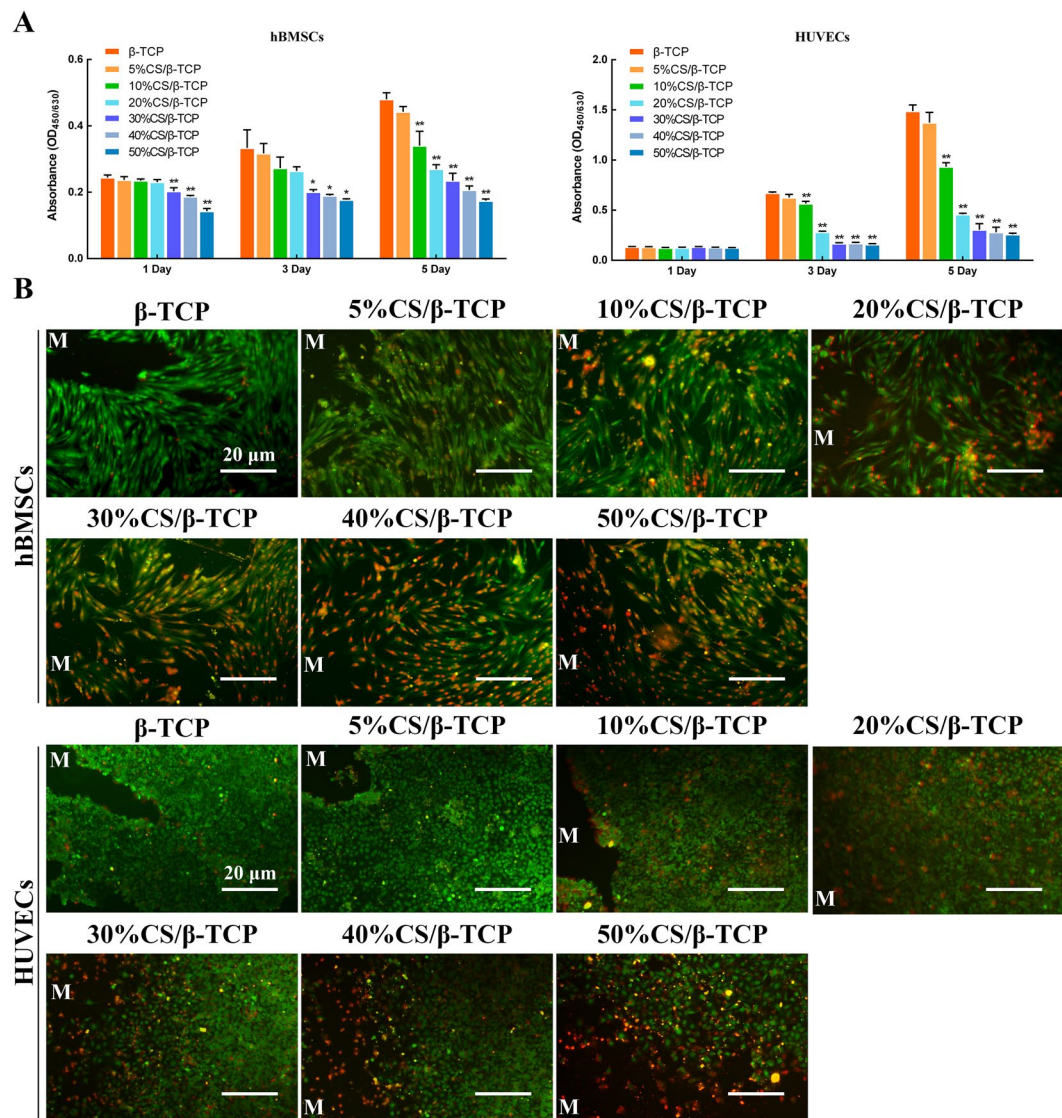 A
hBMSCs
Absorbance (OD450/630)
0.6
0.4
0.2
0.0
β-TCP
5%CS/β-TCP
10%CS/β-TCP
20%CS/β-TCP
30%CS/β-TCP
40%CS/β-TCP
50%CS/β-TCP
** ** **
* * *
** ** ** ** **
1 Day 3 Day 5 Day
HUVECs
Absorbance (OD450/630)
2.0
1.5
1.0
0.5
0.0
β-TCP
5%CS/β-TCP
10%CS/β-TCP
20%CS/β-TCP
30%CS/β-TCP
40%CS/β-TCP
50%CS/β-TCP
** ** ** ** **
** ** ** ** **
1 Day 3 Day 5 Day
B
hBMSCs
β-TCP 5%CS/β-TCP 10%CS/β-TCP 20%CS/β-TCP
M M M M
20 μm
30%CS/β-TCP 40%CS/β-TCP 50%CS/β-TCP
M M M
HUVECs
β-TCP 5%CS/β-TCP 10%CS/β-TCP 20%CS/β-TCP
M M M M
20 μm
30%CS/β-TCP 40%CS/β-TCP 50%CS/β-TCP
M M M